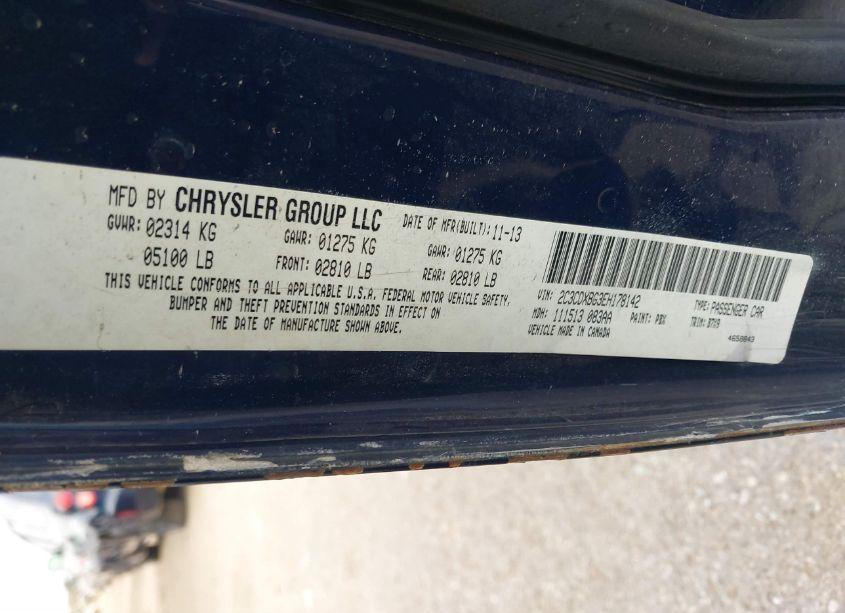 MFD BY CHRYSLER GROUP LLC DATE OF MFR(BUILT): 11-13
GVWR: 02314 KG GAWR: 01275 KG GAWR: 01275 KG
05100 LB FRONT: 02810 LB REAR: 02810 LB
THIS VEHICLE CONFORMS TO ALL APPLICABLE U.S.A. FEDERAL MOTOR VEHICLE SAFETY,
BUMPER AND THEFT PREVENTION STANDARDS IN EFFECT ON
THE DATE OF MANUFACTURE SHOWN ABOVE.
VIN: 2C3CDXBG3EH178142 TYPE: PASSENGER CAR
MDH: 111513 083AA PAINT: PBX TRIM: B7X9
VEHICLE MADE IN CANADA
4658843